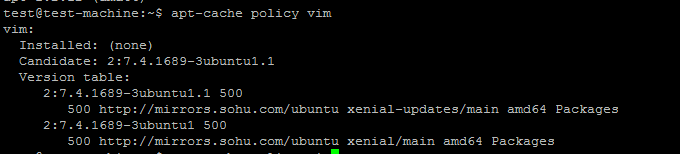 test@test-machine:~$ apt-cache policy vim
vim:
  Installed: (none)
  Candidate: 2:7.4.1689-3ubuntu1.1
  Version table:
     2:7.4.1689-3ubuntu1.1 500
        500 http://mirrors.sohu.com/ubuntu xenial-updates/main amd64 Packages
     2:7.4.1689-3ubuntu1 500
        500 http://mirrors.sohu.com/ubuntu xenial/main amd64 Packages